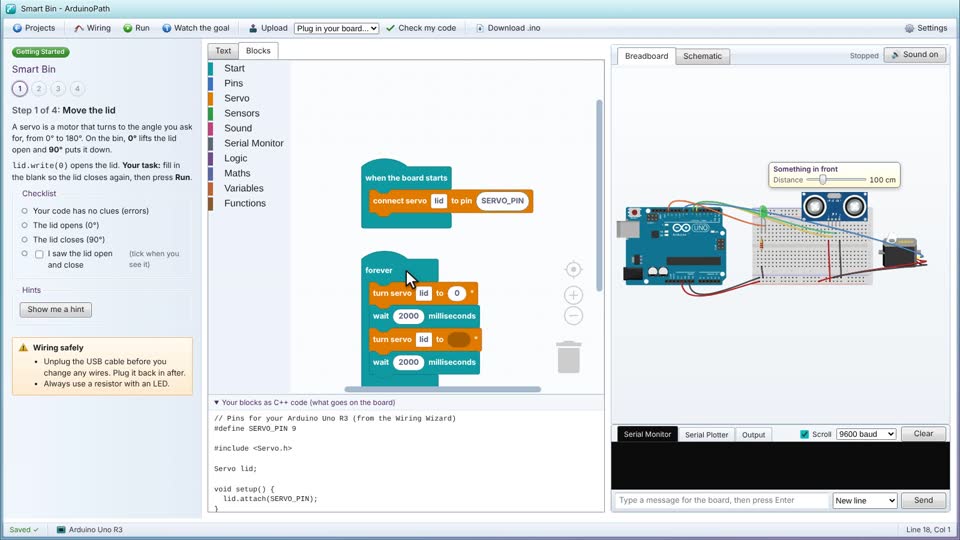 Smart Bin - ArduinoPath
Projects
Wiring
Run
Watch the goal
Upload
Plug in your board...
Check my code
Download .ino
Settings
Getting Started
Smart Bin
1 2 3 4
Step 1 of 4: Move the lid
A servo is a motor that turns to the angle you ask
for, from 0° to 180°. On the bin, 0° lifts the lid
open and 90° puts it down.
lid.write(0) opens the lid. Your task: fill in
the blank so the lid closes again, then press Run.
Checklist
Your code has no clues (errors)
The lid opens (0°)
The lid closes (90°)
I saw the lid open
and close
(tick when you
see it)
Hints
Show me a hint
Wiring safely
• Unplug the USB cable before you
change any wires. Plug it back in after.
• Always use a resistor with an LED.
Text
Blocks
Start
Pins
Servo
Sensors
Sound
Serial Monitor
Logic
Maths
Variables
Functions
when the board starts
connect servo lid to pin SERVO_PIN
forever
turn servo lid to 0 °
wait 2000 milliseconds
turn servo lid to °
wait 2000 milliseconds
▼ Your blocks as C++ code (what goes on the board)
// Pins for your Arduino Uno R3 (from the Wiring Wizard)
#define SERVO_PIN 9
#include <Servo.h>
Servo lid;
void setup() {
lid.attach(SERVO_PIN);
}
Breadboard
Schematic
Stopped
Sound on
Something in front
Distance
100 cm
UNO
Serial Monitor
Serial Plotter
Output
Scroll
9600 baud
Clear
Type a message for the board, then press Enter
New line
Send
Saved ✓
Arduino Uno R3
Line 18, Col 1